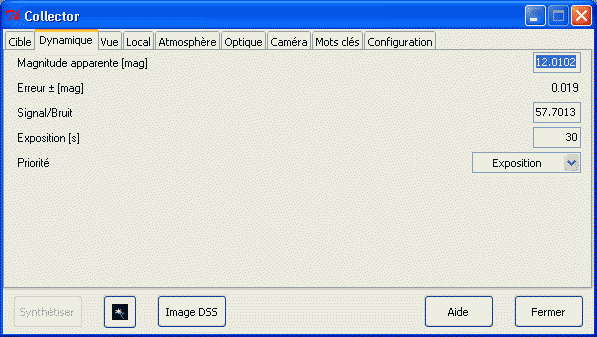 Collector
Cible Dynamique Vue Local Atmosphère Optique Caméra Mots clés Configuration
Magnitude apparente [mag] 12.0102
Erreur ± [mag] 0.019
Signal/Bruit 57.7013
Exposition [s] 30
Priorité Exposition
Synthétiser Image DSS Aide Fermer